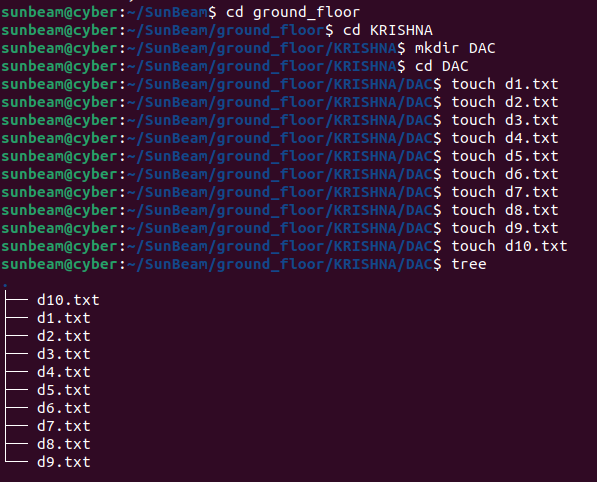 sunbeam@cyber:~/SunBeam$ cd ground_floor
sunbeam@cyber:~/SunBeam/ground_floor$ cd KRISHNA
sunbeam@cyber:~/SunBeam/ground_floor/KRISHNA$ mkdir DAC
sunbeam@cyber:~/SunBeam/ground_floor/KRISHNA$ cd DAC
sunbeam@cyber:~/SunBeam/ground_floor/KRISHNA/DAC$ touch d1.txt
sunbeam@cyber:~/SunBeam/ground_floor/KRISHNA/DAC$ touch d2.txt
sunbeam@cyber:~/SunBeam/ground_floor/KRISHNA/DAC$ touch d3.txt
sunbeam@cyber:~/SunBeam/ground_floor/KRISHNA/DAC$ touch d4.txt
sunbeam@cyber:~/SunBeam/ground_floor/KRISHNA/DAC$ touch d5.txt
sunbeam@cyber:~/SunBeam/ground_floor/KRISHNA/DAC$ touch d6.txt
sunbeam@cyber:~/SunBeam/ground_floor/KRISHNA/DAC$ touch d7.txt
sunbeam@cyber:~/SunBeam/ground_floor/KRISHNA/DAC$ touch d8.txt
sunbeam@cyber:~/SunBeam/ground_floor/KRISHNA/DAC$ touch d9.txt
sunbeam@cyber:~/SunBeam/ground_floor/KRISHNA/DAC$ touch d10.txt
sunbeam@cyber:~/SunBeam/ground_floor/KRISHNA/DAC$ tree
.
├── d10.txt
├── d1.txt
├── d2.txt
├── d3.txt
├── d4.txt
├── d5.txt
├── d6.txt
├── d7.txt
├── d8.txt
└── d9.txt